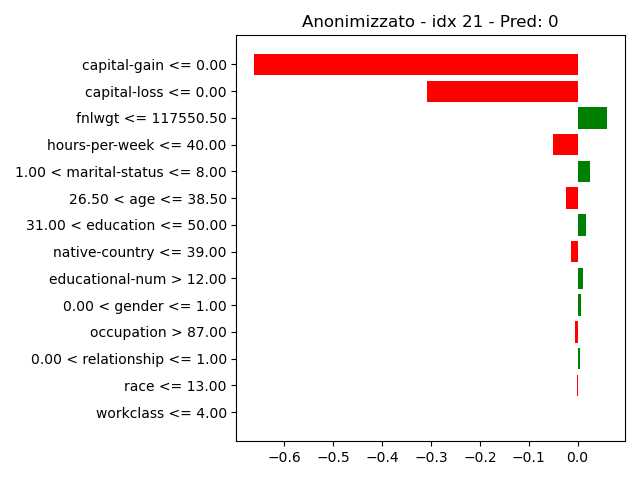 Anonimizzato - idx 21 - Pred: 0
capital-gain <= 0.00
capital-loss <= 0.00
fnlwgt <= 117550.50
hours-per-week <= 40.00
1.00 < marital-status <= 8.00
26.50 < age <= 38.50
31.00 < education <= 50.00
native-country <= 39.00
educational-num > 12.00
0.00 < gender <= 1.00
occupation > 87.00
0.00 < relationship <= 1.00
race <= 13.00
workclass <= 4.00
−0.6 −0.5 −0.4 −0.3 −0.2 −0.1 0.0